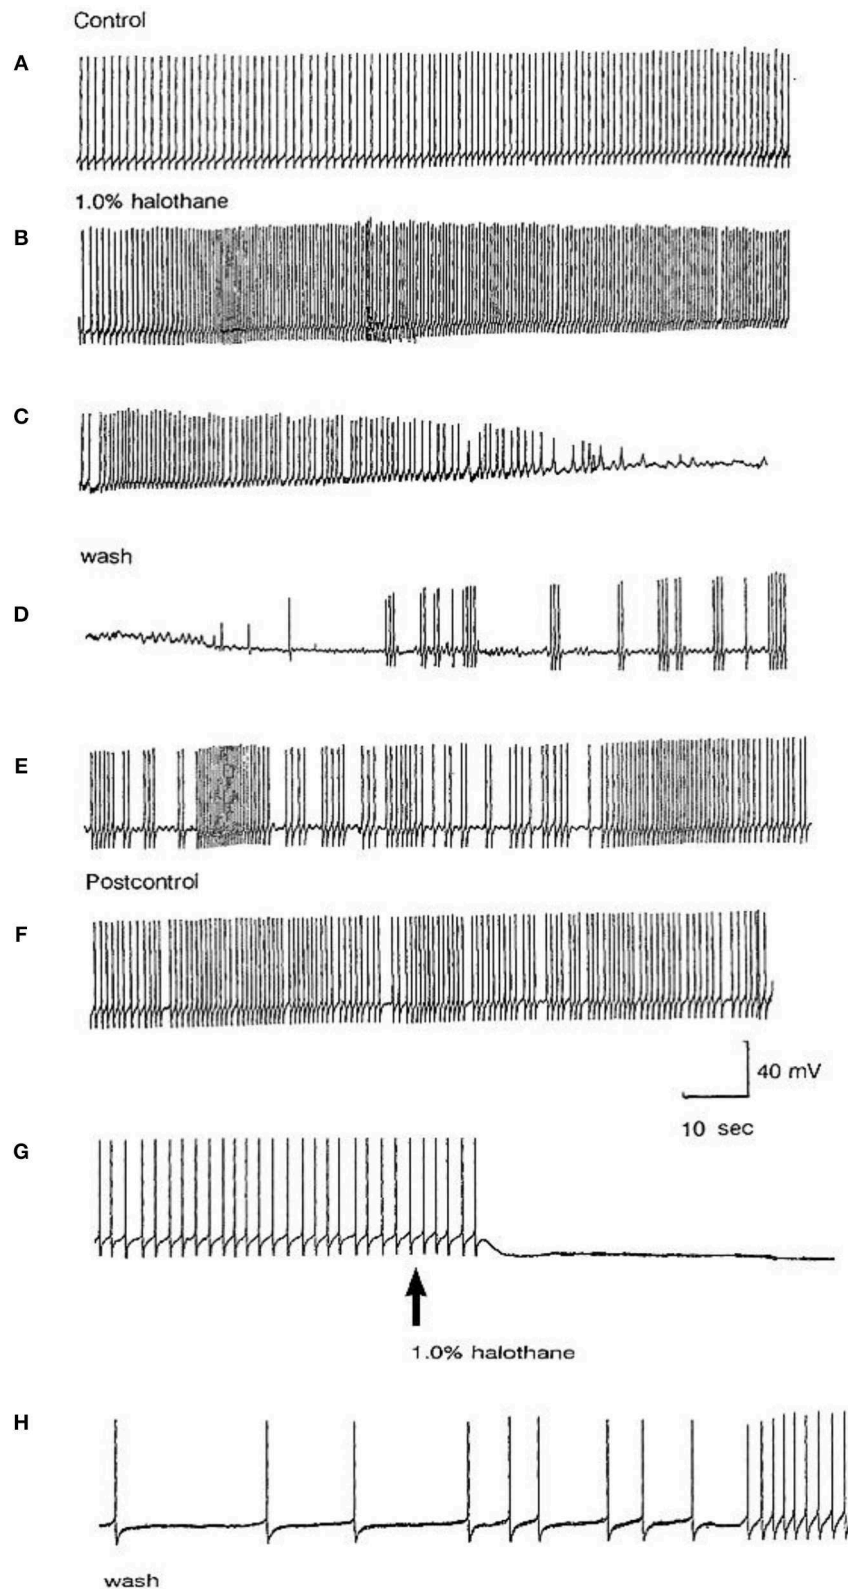 Control
A
1.0% halothane
B
C
wash
D
E
Postcontrol
F
40 mV
10 sec
G
1.0% halothane
H
wash